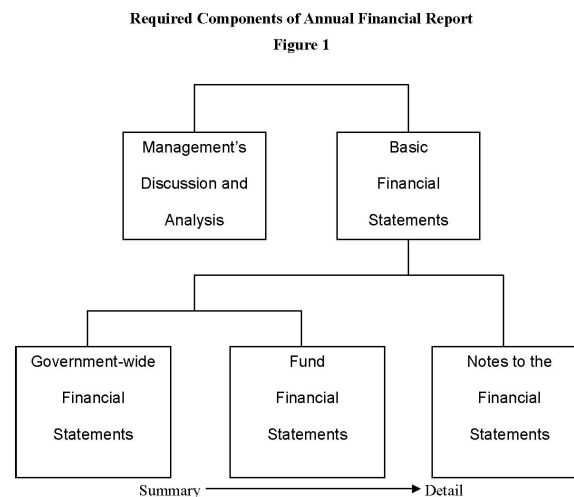 Required Components of Annual Financial Report
Figure 1
Management's
Discussion and
Analysis
Basic
Financial
Statements
Government-wide
Financial
Statements
Fund
Financial
Statements
Notes to the
Financial
Statements
Summary
Detail